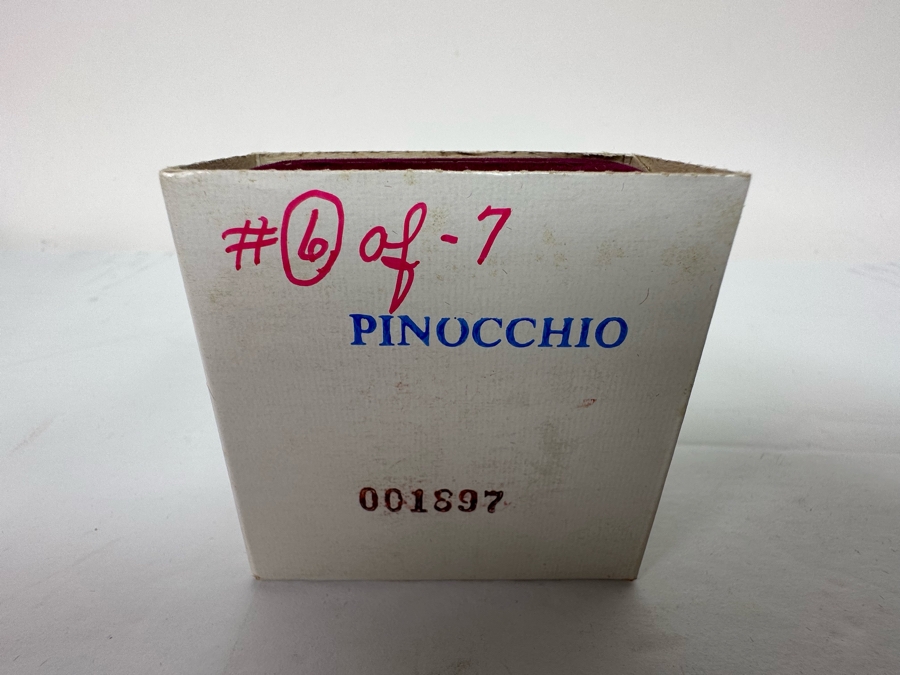 #6 of -7
PINOCCHIO
001897